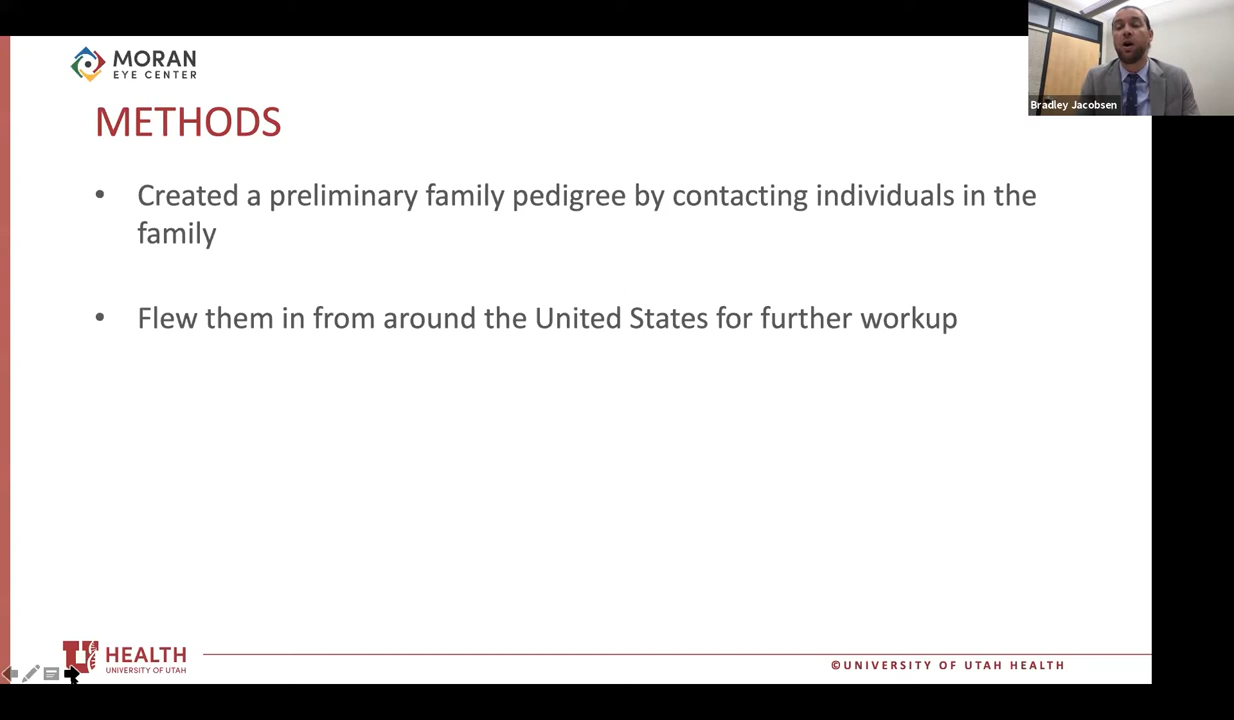 MORAN
EYE CENTER
Bradley Jacobsen
METHODS
• Created a preliminary family pedigree by contacting individuals in the
family
• Flew them in from around the United States for further workup
U HEALTH
UNIVERSITY OF UTAH
©UNIVERSITY OF UTAH HEALTH